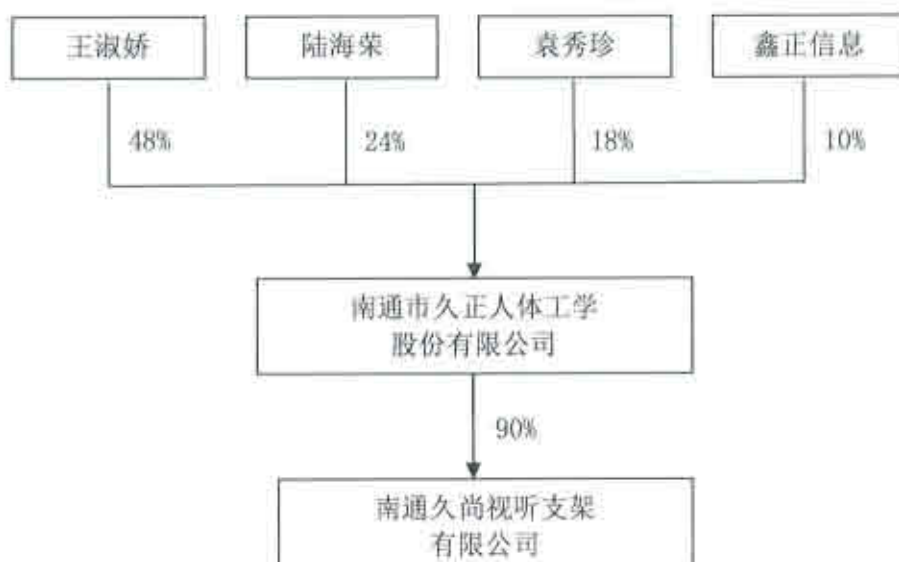 王淑娇
陆海荣
袁秀珍
鑫正信息
48%
24%
18%
10%
南通市久正人体工学
股份有限公司
90%
南通久尚视听支架
有限公司